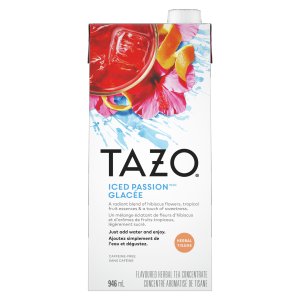 TAZO®
ICED PASSION
GLACÉE
A radiant blend of hibiscus flowers, tropical
fruit essences & a touch of sweetness.
Un mélange éclatant de fleurs d'hibiscus
et d'arômes de fruits tropicaux,
légèrement sucré.
Just add water and enjoy.
Ajoutez simplement de
l'eau et dégustez.
HERBAL
TISANE
CAFFEINE-FREE
SANS CAFÉINE
FLAVOURED HERBAL TEA CONCENTRATE
946 mL CONCENTRÉ AROMATISÉ DE TISANE